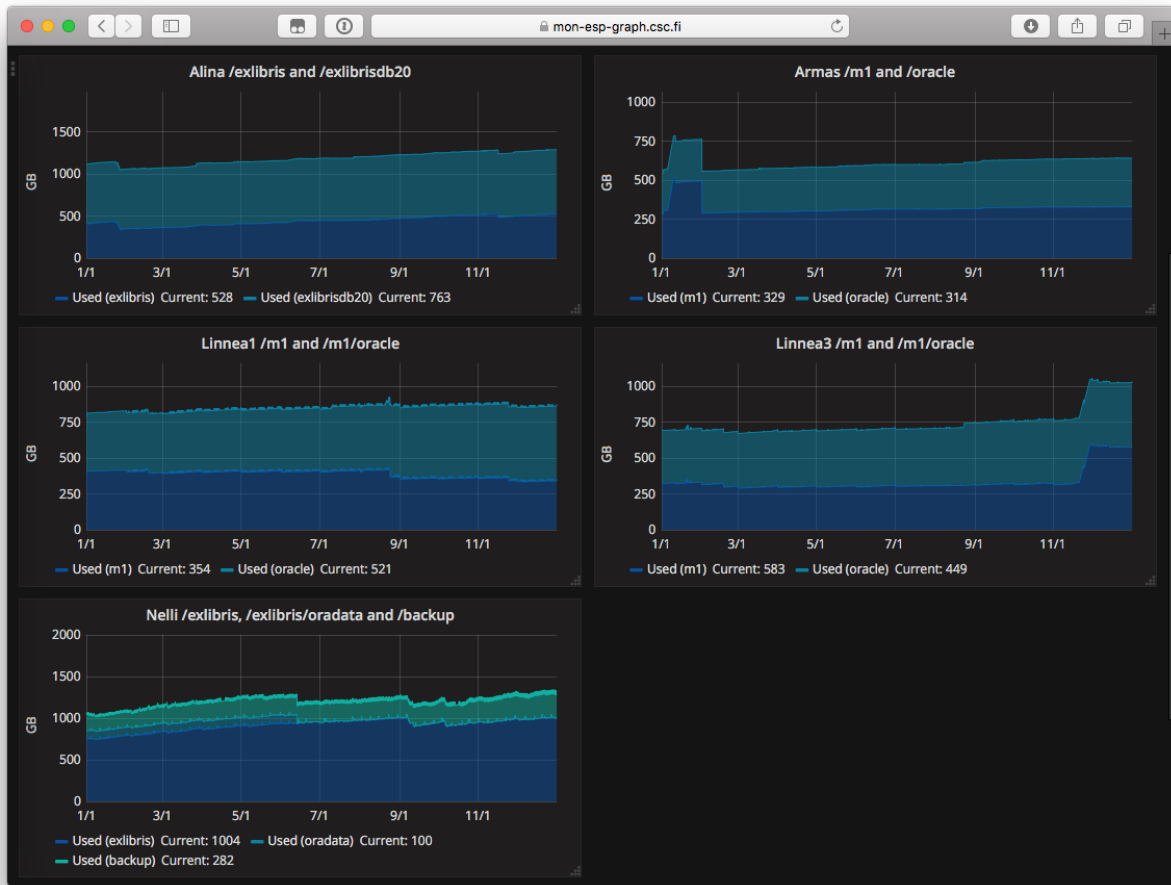 mon-esp-graph.csc.fi
Alina /exlibris and /exlibrisdb20
1500
1000
500
0
GB
1/1 3/1 5/1 7/1 9/1 11/1
Used (exlibris) Current: 528 Used (exlibrisdb20) Current: 763
Armas /m1 and /oracle
1000
750
500
250
0
GB
1/1 3/1 5/1 7/1 9/1 11/1
Used (m1) Current: 329 Used (oracle) Current: 314
Linnea1 /m1 and /m1/oracle
1000
750
500
250
0
GB
1/1 3/1 5/1 7/1 9/1 11/1
Used (m1) Current: 354 Used (oracle) Current: 521
Linnea3 /m1 and /m1/oracle
1000
750
500
250
0
GB
1/1 3/1 5/1 7/1 9/1 11/1
Used (m1) Current: 583 Used (oracle) Current: 449
Nelli /exlibris, /exlibris/oradata and /backup
2000
1500
1000
500
0
GB
1/1 3/1 5/1 7/1 9/1 11/1
Used (exlibris) Current: 1004 Used (oradata) Current: 100
Used (backup) Current: 282